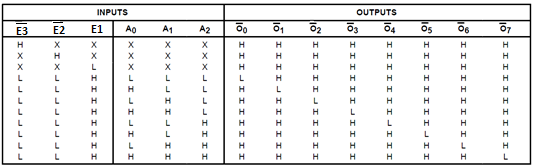 INPUTS OUTPUTS
E3 E2 E1 A0 A1 A2 O0 O1 O2 O3 O4 O5 O6 O7
H X X X X X H H H H H H H H
X H X X X X H H H H H H H H
X X L X X X H H H H H H H H
L L H L L L L H H H H H H H
L L H H L L H L H H H H H H
L L H L H L H H L H H H H H
L L H H H L H H H L H H H H
L L H L L H H H H H L H H H
L L H H L H H H H H H L H H
L L H L H H H H H H H H L H
L L H H H H H H H H H H H L